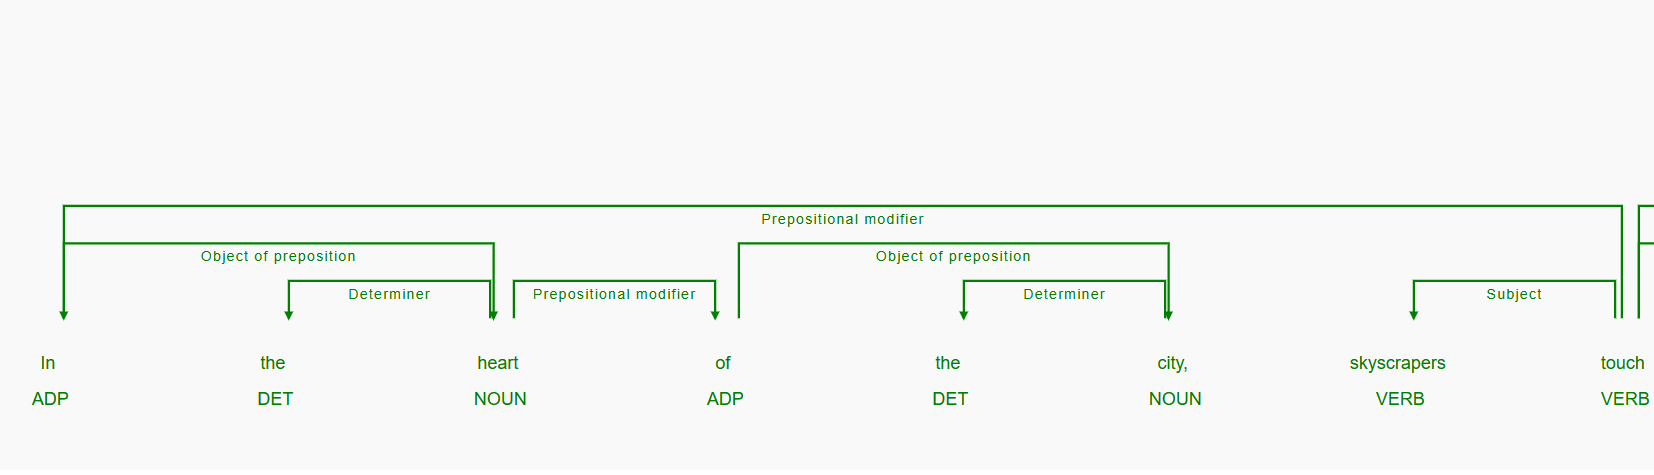 Prepositional modifier
Object of preposition Object of preposition
Determiner Prepositional modifier Determiner Subject
In the heart of the city, skyscrapers touch
ADP DET NOUN ADP DET NOUN VERB VERB